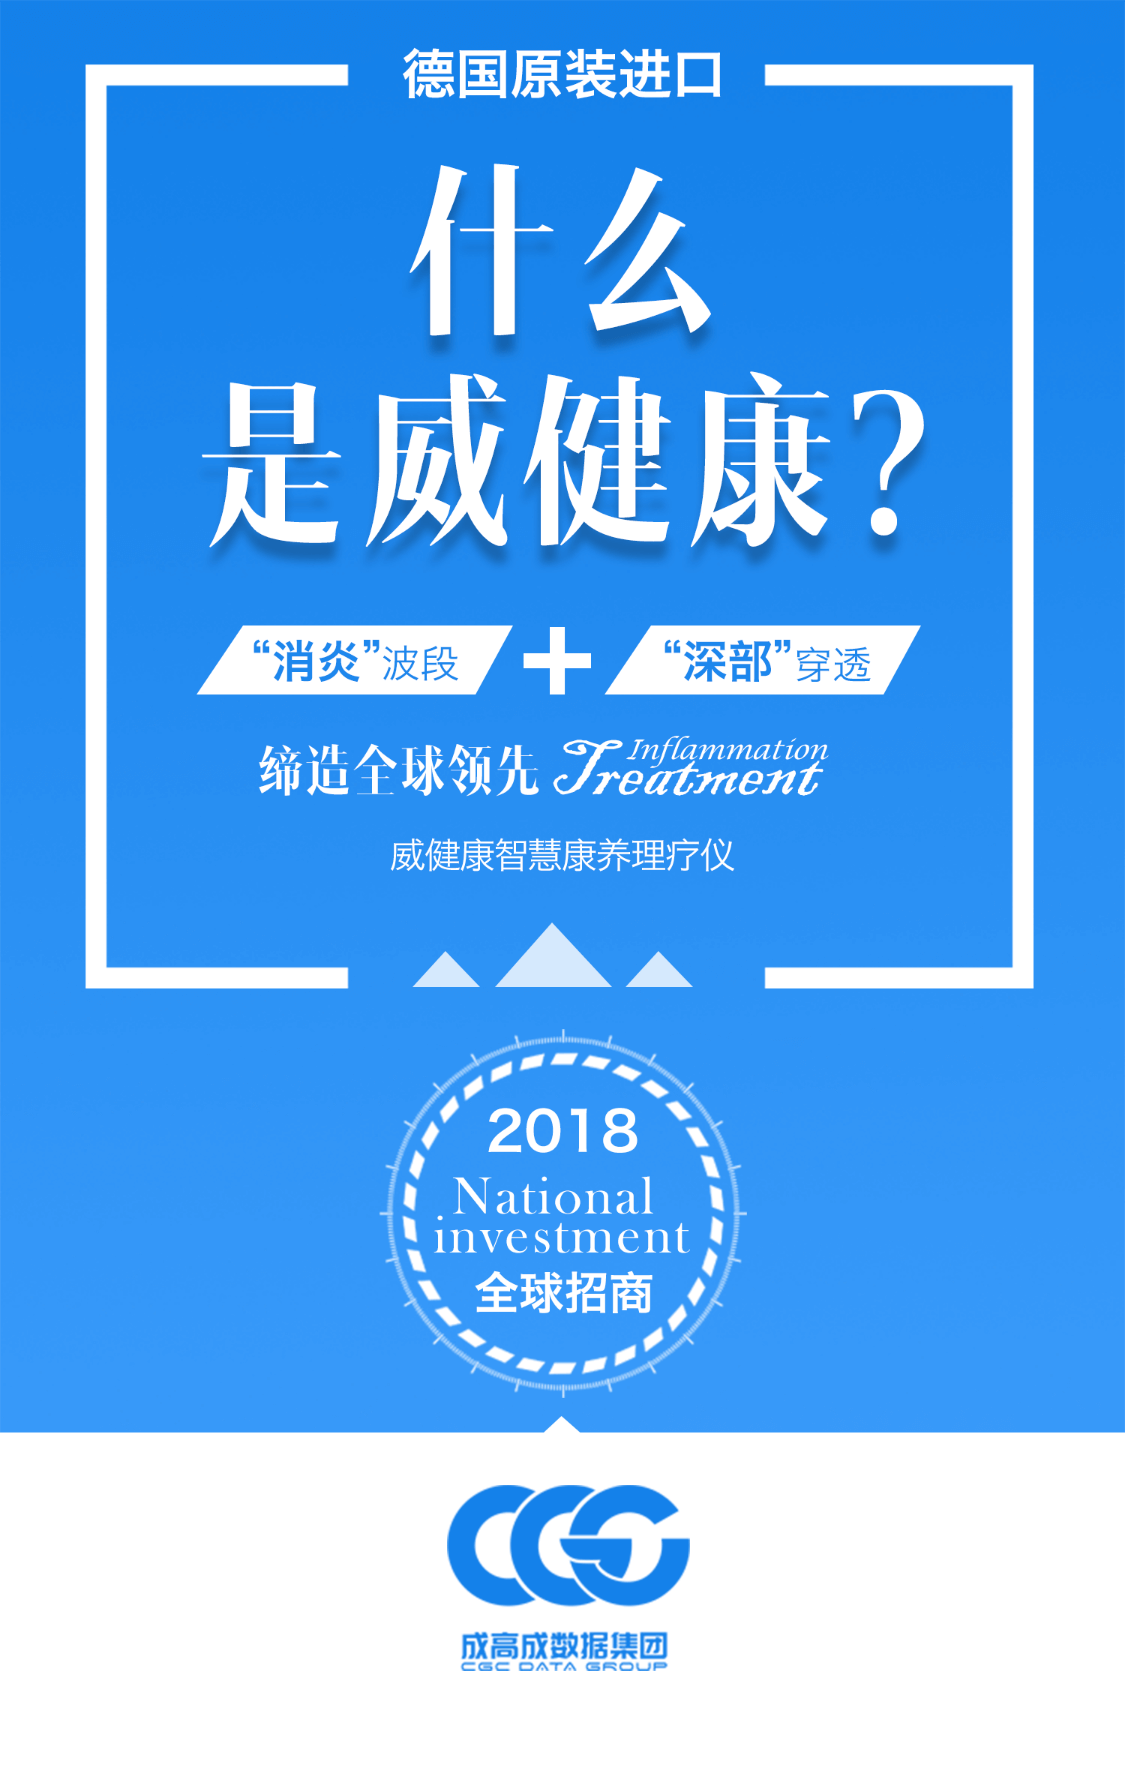 德国原装进口
什么
是威健康?
“消炎”波段 + “深部”穿透
缔造全球领先 Inflammation Treatment
威健康智慧康养理疗仪
2018
National
investment
全球招商
CGC
成高成数据集团
CGC DATA GROUP